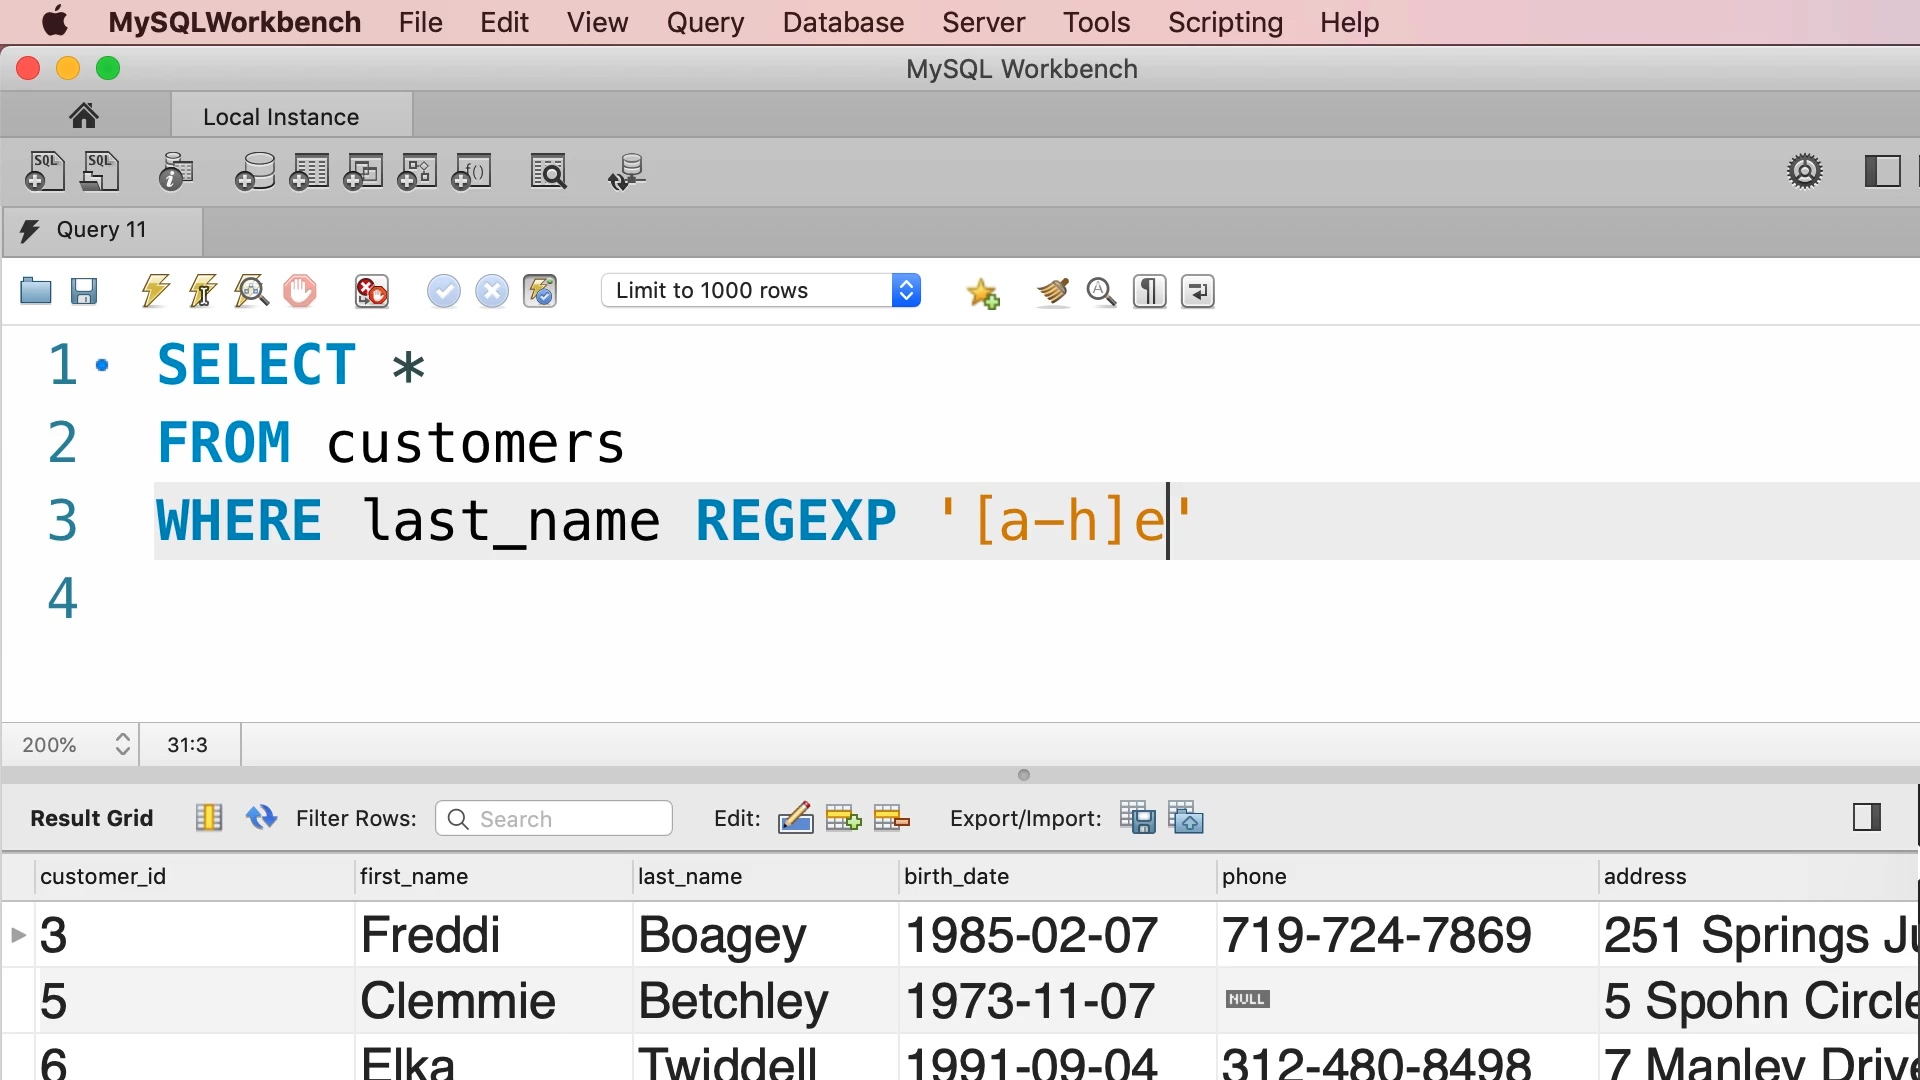 MySQLWorkbench File Edit View Query Database Server Tools Scripting Help
MySQL Workbench
Local Instance
SQL SQL i f()
Query 11
Limit to 1000 rows
1 SELECT *
2 FROM customers
3 WHERE last_name REGEXP '[a-h]e'
4
200% 31:3
Result Grid Filter Rows: Search Edit: Export/Import:
customer_id first_name last_name birth_date phone address
3 Freddi Boagey 1985-02-07 719-724-7869 251 Springs
5 Clemmie Betchley 1973-11-07 NULL 5 Spohn Circle
6 Elka Twiddell 1991-09-04 312-480-8498 7 Manley Drive